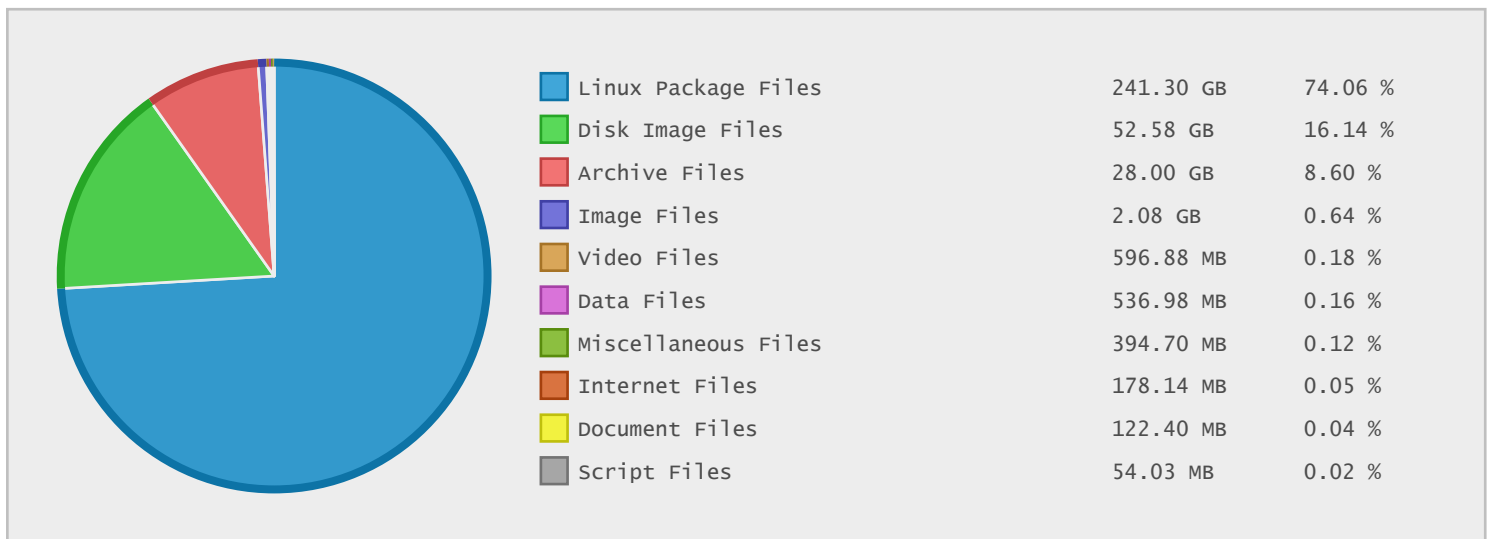 Linux Package Files 241.30 GB 74.06 %
Disk Image Files 52.58 GB 16.14 %
Archive Files 28.00 GB 8.60 %
Image Files 2.08 GB 0.64 %
Video Files 596.88 MB 0.18 %
Data Files 536.98 MB 0.16 %
Miscellaneous Files 394.70 MB 0.12 %
Internet Files 178.14 MB 0.05 %
Document Files 122.40 MB 0.04 %
Script Files 54.03 MB 0.02 %